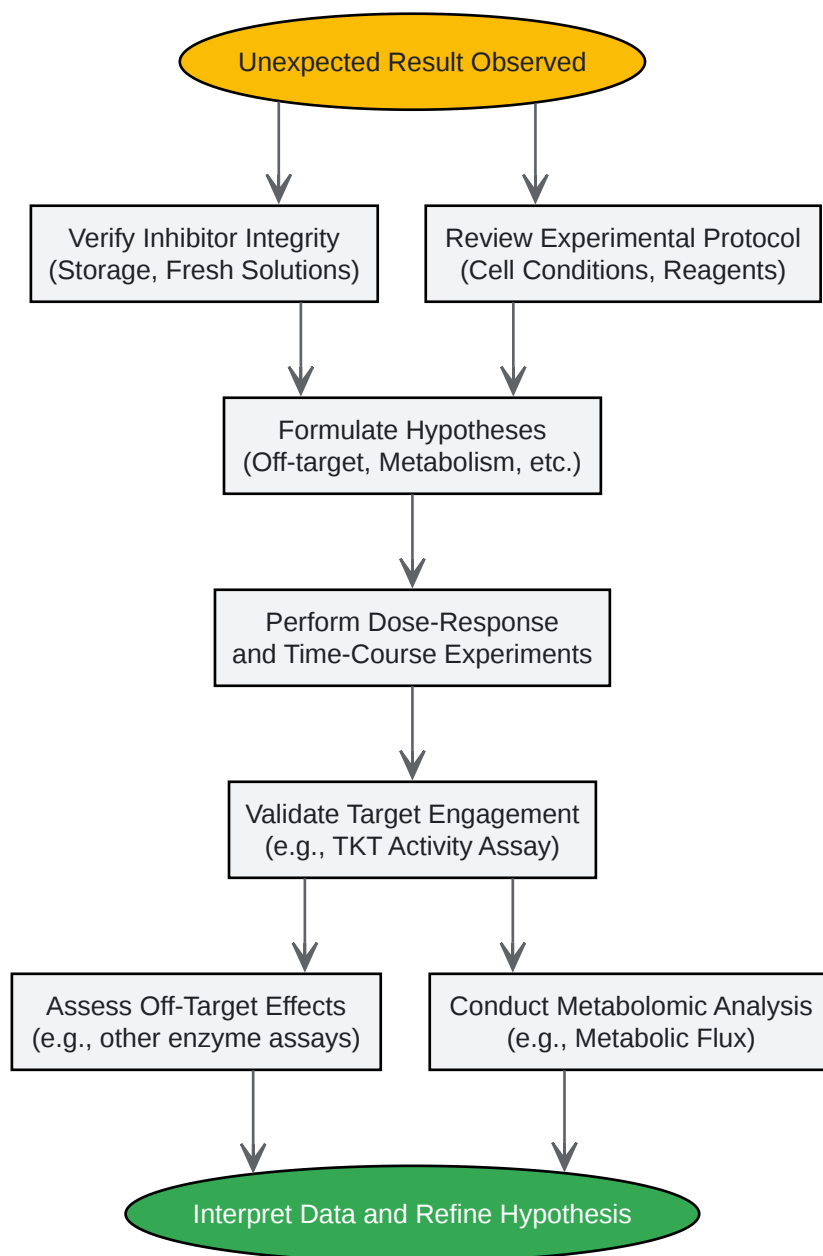 Unexpected Result Observed
Verify Inhibitor Integrity
(Storage, Fresh Solutions)
Review Experimental Protocol
(Cell Conditions, Reagents)
Formulate Hypotheses
(Off-target, Metabolism, etc.)
Perform Dose-Response
and Time-Course Experiments
Validate Target Engagement
(e.g., TKT Activity Assay)
Assess Off-Target Effects
(e.g., other enzyme assays)
Conduct Metabolomic Analysis
(e.g., Metabolic Flux)
Interpret Data and Refine Hypothesis